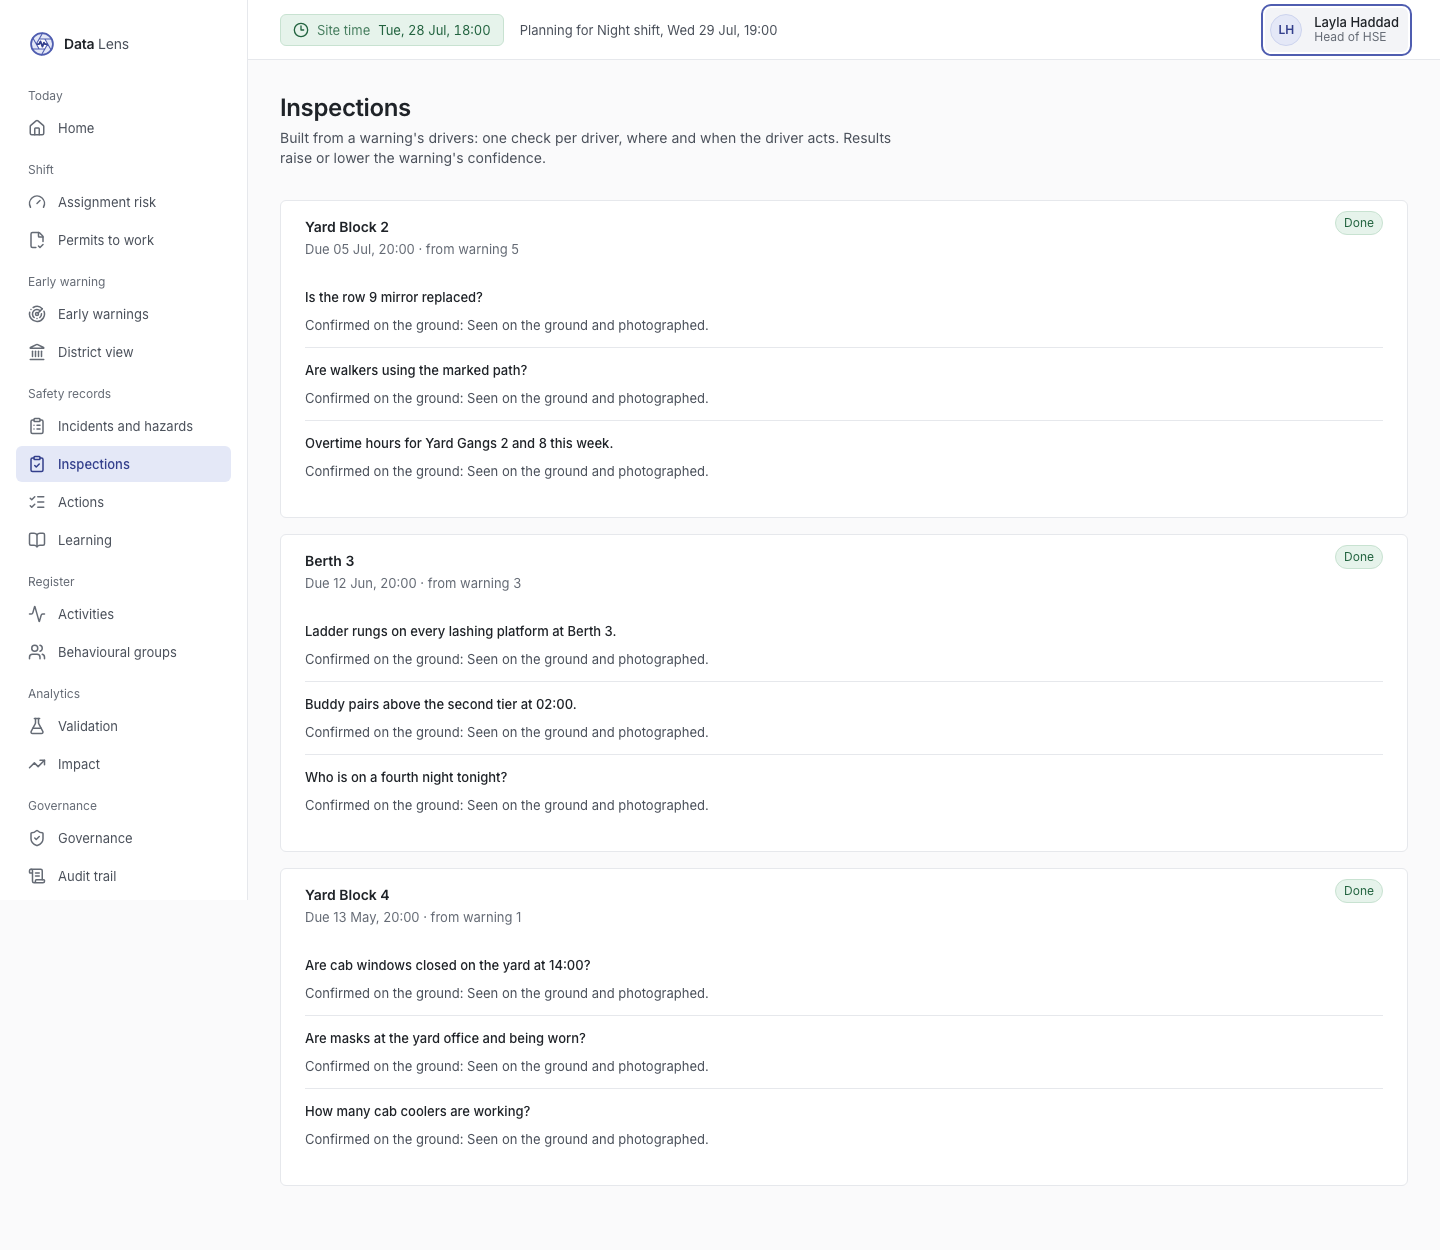 Data Lens
Today
Home
Shift
Assignment risk
Permits to work
Early warning
Early warnings
District view
Safety records
Incidents and hazards
Inspections
Actions
Learning
Register
Activities
Behavioural groups
Analytics
Validation
Impact
Governance
Governance
Audit trail
Site time Tue, 28 Jul, 18:00
Planning for Night shift, Wed 29 Jul, 19:00
LH
Layla Haddad
Head of HSE
Inspections
Built from a warning's drivers: one check per driver, where and when the driver acts. Results
raise or lower the warning's confidence.
Yard Block 2
Done
Due 05 Jul, 20:00 · from warning 5
Is the row 9 mirror replaced?
Confirmed on the ground: Seen on the ground and photographed.
Are walkers using the marked path?
Confirmed on the ground: Seen on the ground and photographed.
Overtime hours for Yard Gangs 2 and 8 this week.
Confirmed on the ground: Seen on the ground and photographed.
Berth 3
Done
Due 12 Jun, 20:00 · from warning 3
Ladder rungs on every lashing platform at Berth 3.
Confirmed on the ground: Seen on the ground and photographed.
Buddy pairs above the second tier at 02:00.
Confirmed on the ground: Seen on the ground and photographed.
Who is on a fourth night tonight?
Confirmed on the ground: Seen on the ground and photographed.
Yard Block 4
Done
Due 13 May, 20:00 · from warning 1
Are cab windows closed on the yard at 14:00?
Confirmed on the ground: Seen on the ground and photographed.
Are masks at the yard office and being worn?
Confirmed on the ground: Seen on the ground and photographed.
How many cab coolers are working?
Confirmed on the ground: Seen on the ground and photographed.